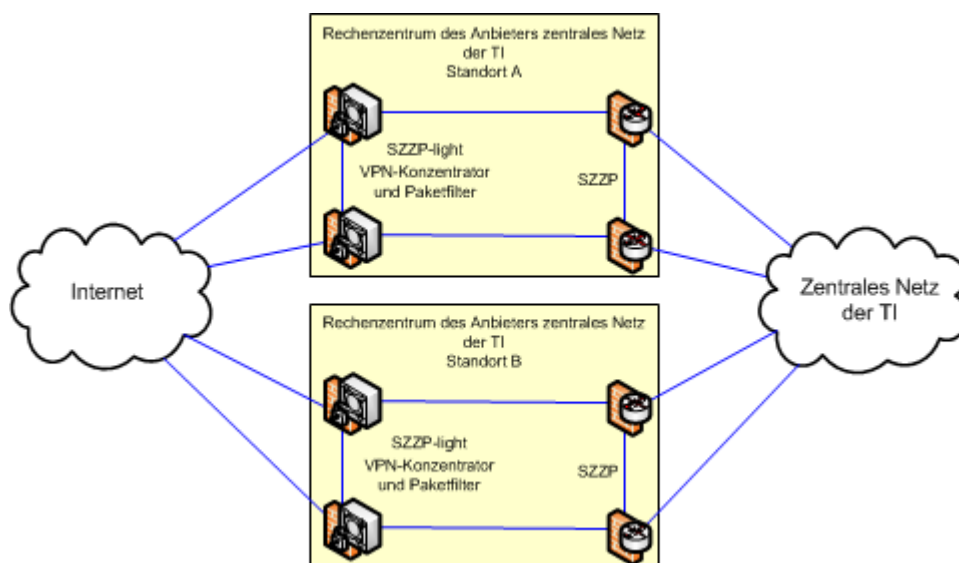 Rechenzentrum des Anbieters zentrales Netz
der TI
Standort A
SZZP-light
VPN-Konzentrator
und Paketfilter
SZZP
Internet
Zentrales Netz
der TI
Rechenzentrum des Anbieters zentrales Netz
der TI
Standort B
SZZP-light
VPN-Konzentrator
und Paketfilter
SZZP